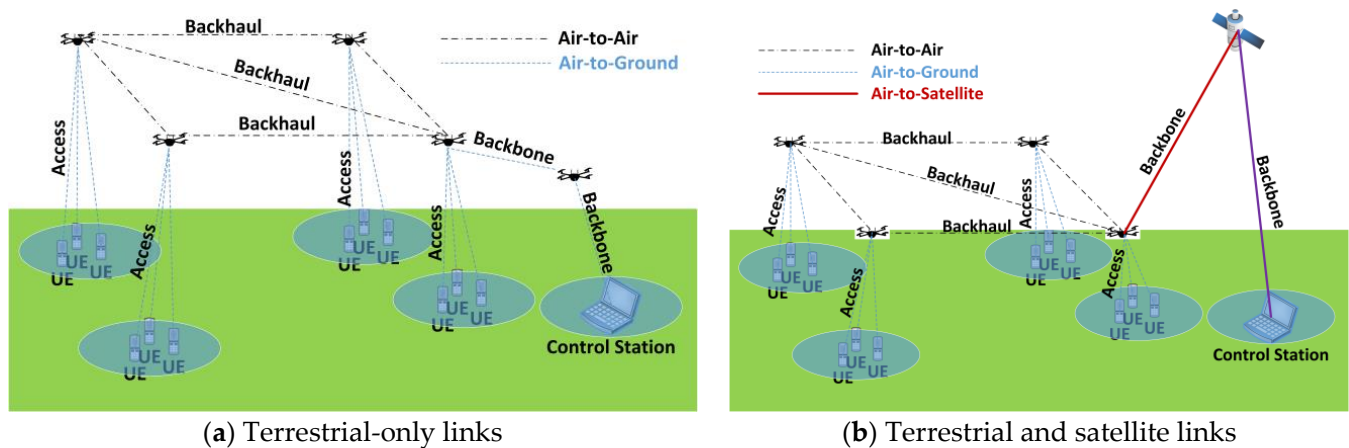 Backhaul
Air-to-Air
Air-to-Ground
Backhaul
Backhaul
Backbone
Access
Access
Access
Access
Backbone
UE
UE
UE
UE
UE
UE
UE
UE
UE
UE
UE
UE
Control Station
(a) Terrestrial-only links
Air-to-Air
Air-to-Ground
Air-to-Satellite
Backhaul
Backhaul
Backhaul
Backbone
Backbone
Access
Access
Access
Access
UE
UE
UE
UE
UE
UE
UE
UE
UE
UE
UE
UE
Control Station
(b) Terrestrial and satellite links